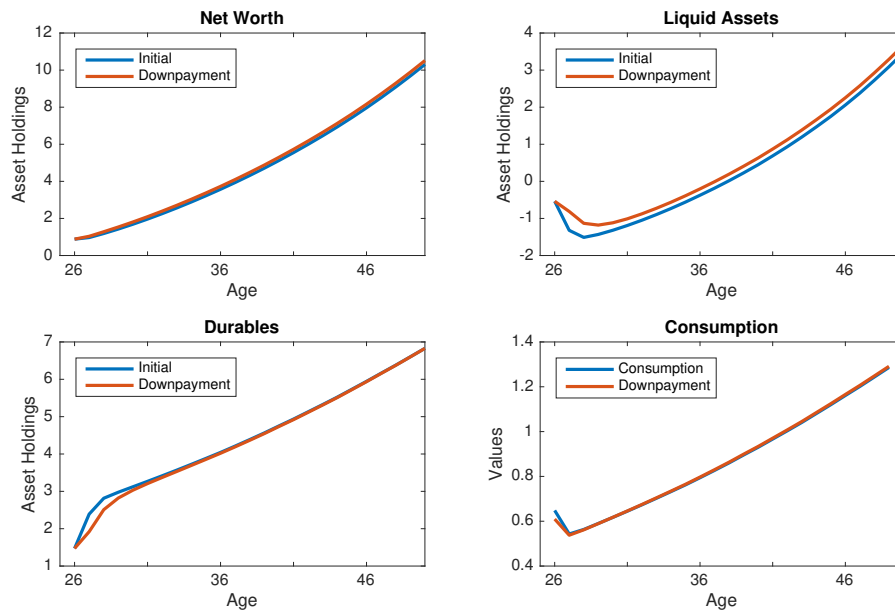 Net Worth
12
10
8
6
4
2
0
Asset Holdings
Initial
Downpayment
26
36
46
Age
Liquid Assets
4
3
2
1
0
-1
-2
Asset Holdings
Initial
Downpayment
26
36
46
Age
Durables
7
6
5
4
3
2
1
Asset Holdings
Initial
Downpayment
26
36
46
Age
Consumption
1.4
1.2
1
0.8
0.6
0.4
Values
Consumption
Downpayment
26
36
46
Age